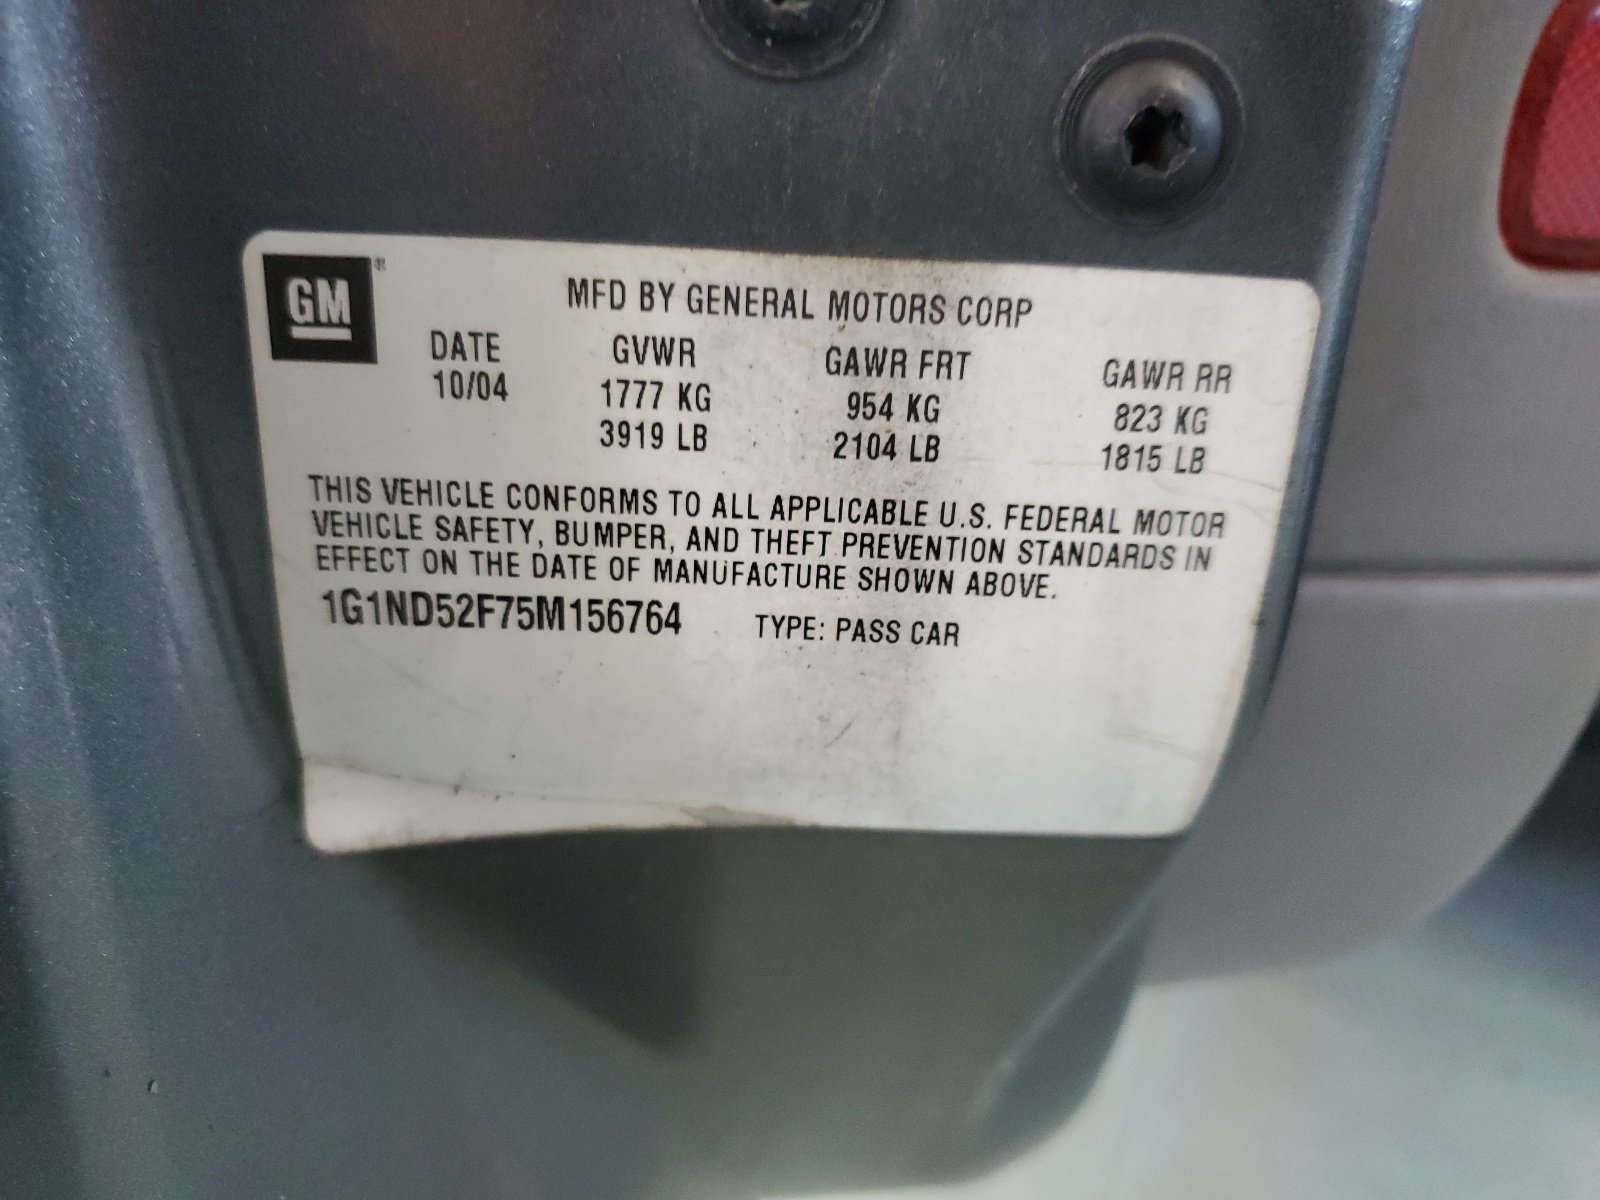 GM®
MFD BY GENERAL MOTORS CORP
DATE GVWR GAWR FRT GAWR RR
10/04 1777 KG 954 KG 823 KG
3919 LB 2104 LB 1815 LB
THIS VEHICLE CONFORMS TO ALL APPLICABLE U.S. FEDERAL MOTOR
VEHICLE SAFETY, BUMPER, AND THEFT PREVENTION STANDARDS IN
EFFECT ON THE DATE OF MANUFACTURE SHOWN ABOVE.
1G1ND52F75M156764 TYPE: PASS CAR